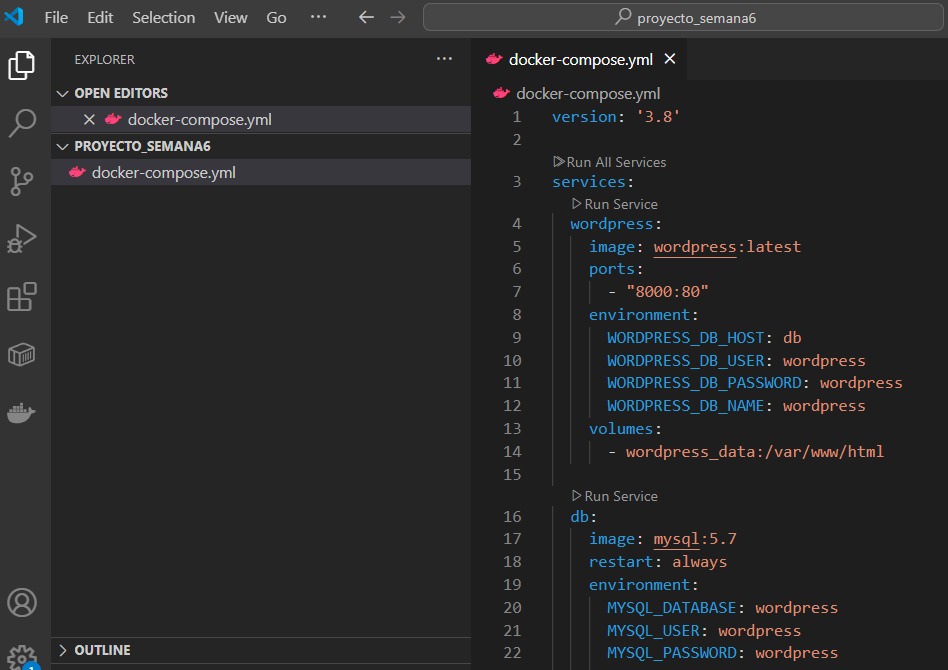 File Edit Selection View Go ··· proyecto_semana6
EXPLORER ···
OPEN EDITORS
docker-compose.yml
PROYECTO_SEMANA6
docker-compose.yml
OUTLINE
docker-compose.yml
docker-compose.yml
1 version: '3.8'
2
Run All Services
3 services:
Run Service
4 wordpress:
5 image: wordpress:latest
6 ports:
7 - "8000:80"
8 environment:
9 WORDPRESS_DB_HOST: db
10 WORDPRESS_DB_USER: wordpress
11 WORDPRESS_DB_PASSWORD: wordpress
12 WORDPRESS_DB_NAME: wordpress
13 volumes:
14 - wordpress_data:/var/www/html
15
Run Service
16 db:
17 image: mysql:5.7
18 restart: always
19 environment:
20 MYSQL_DATABASE: wordpress
21 MYSQL_USER: wordpress
22 MYSQL_PASSWORD: wordpress
1